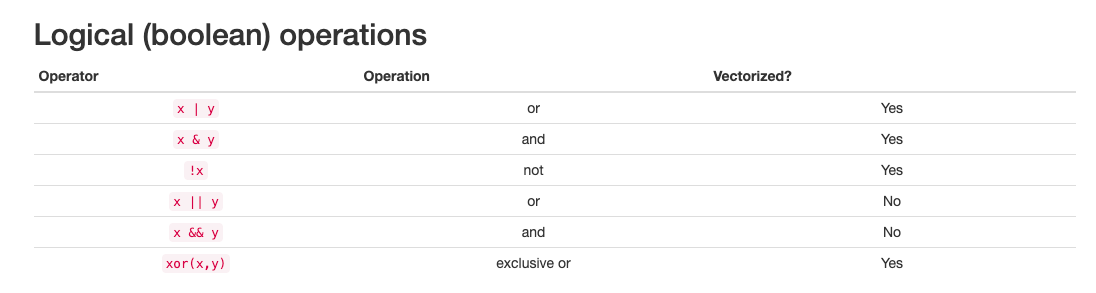 Logical (boolean) operations
Operator Operation Vectorized?
x | y or Yes
x & y and Yes
!x not Yes
x || y or No
x && y and No
xor(x,y) exclusive or Yes